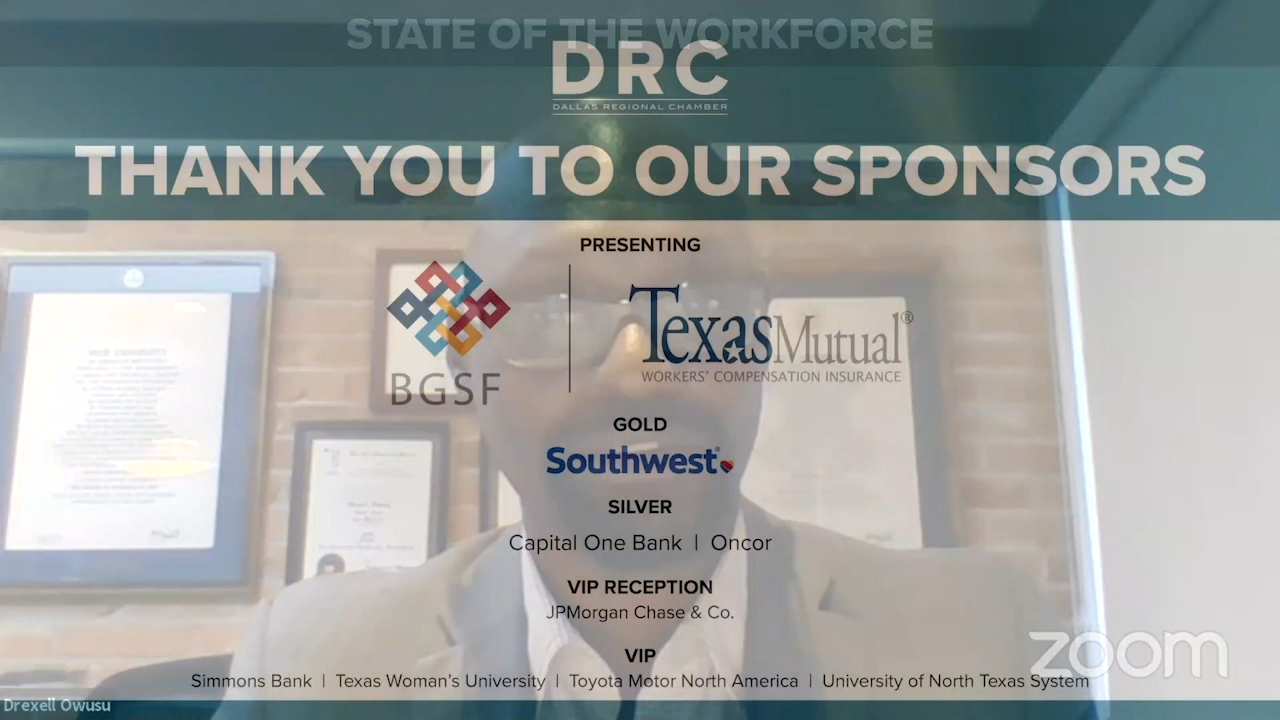 STATE OF THE WORKFORCE
DRC
DALLAS REGIONAL CHAMBER
THANK YOU TO OUR SPONSORS
PRESENTING
BGSF
TexasMutual®
WORKERS' COMPENSATION INSURANCE
GOLD
Southwest®
SILVER
Capital One Bank | Oncor
VIP RECEPTION
JPMorgan Chase & Co.
VIP
Simmons Bank | Texas Woman's University | Toyota Motor North America | University of North Texas System
zoom
Drexell Owusu